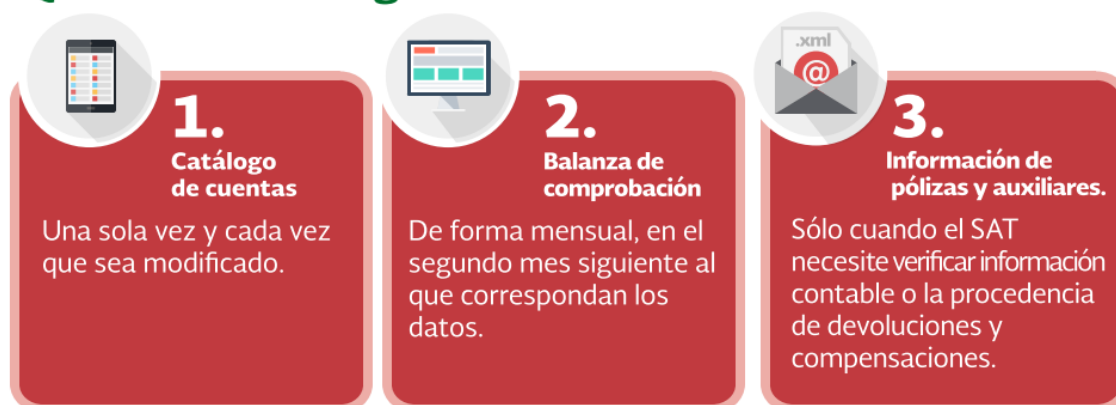 1.
Catálogo
de cuentas
Una sola vez y cada vez
que sea modificado.
2.
Balanza de
comprobación
De forma mensual, en el
segundo mes siguiente al
que correspondan los
datos.
.xml
@
3.
Información de
pólizas y auxiliares.
Sólo cuando el SAT
necesite verificar información
contable o la procedencia
de devoluciones y
compensaciones.